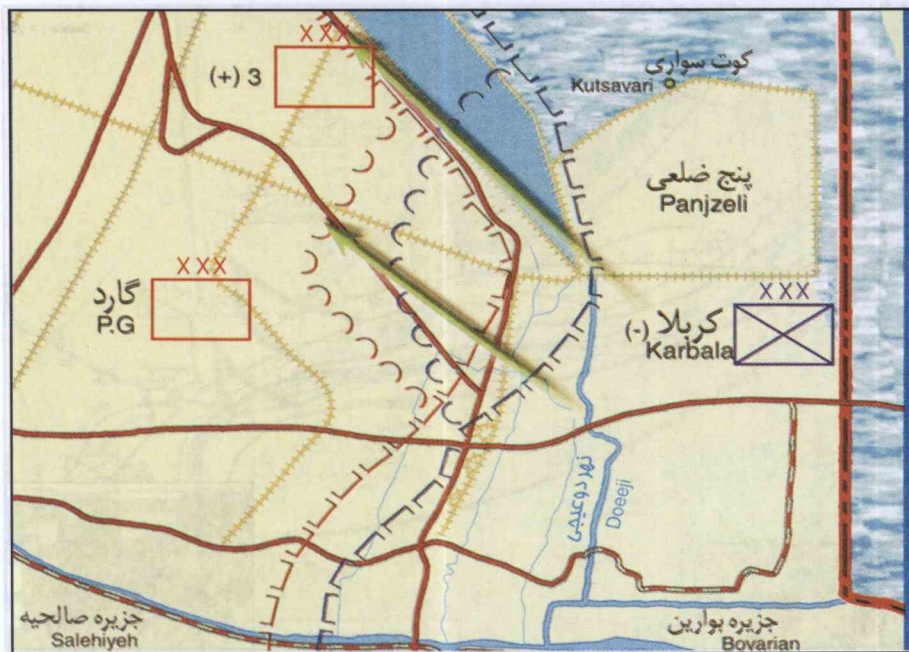 XXX
3 (+)
کوت سواری
Kutsavari
پنج ضلعی
Panjzeli
XXX
گارد
P.G
XXX
کربلا
(-)
Karbala
نهر دوعیجی
Doeeji
جزیره صالحیه
Salehiyeh
جزیره بوارین
Bovarian